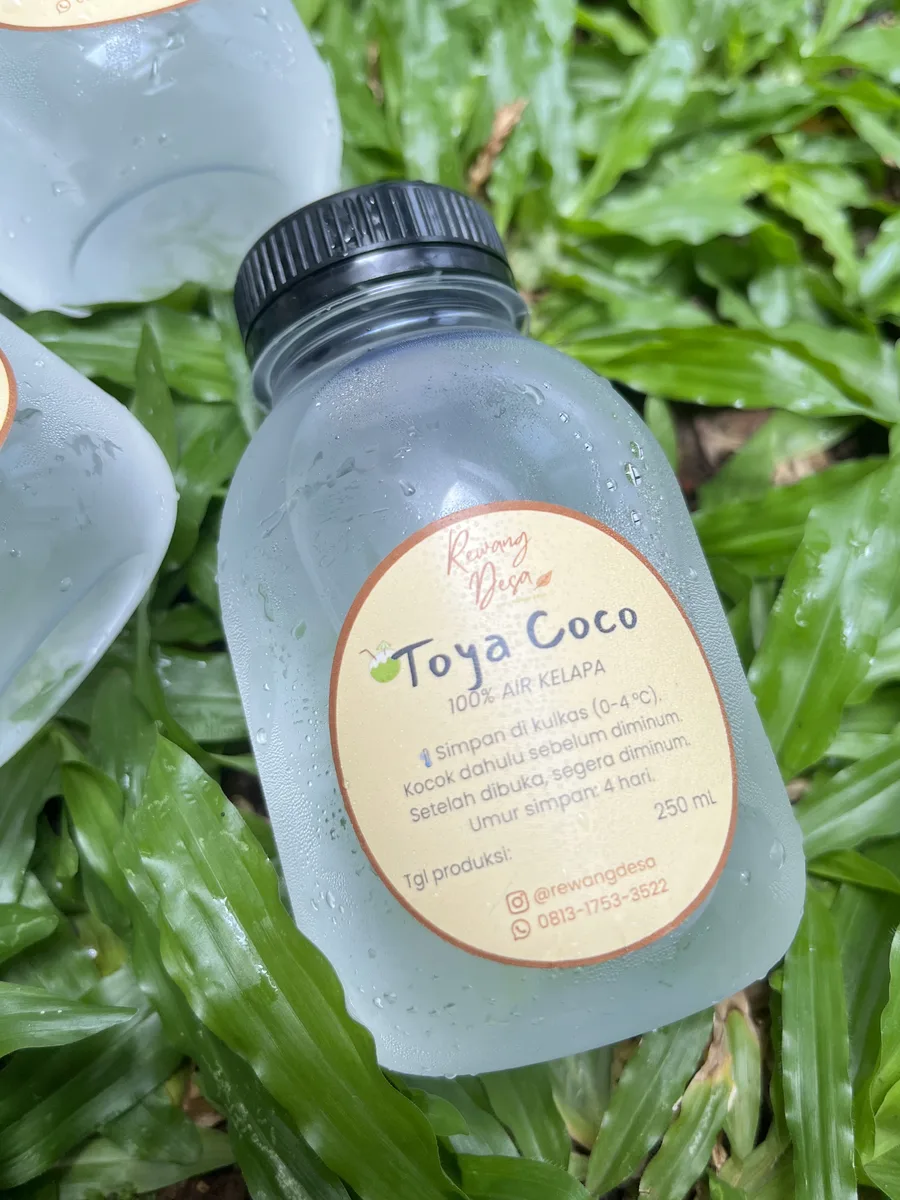 Rewang
Desa
Toya Coco
100% AIR KELAPA
Simpan di kulkas (0-4°C).
Kocok dahulu sebelum diminum.
Setelah dibuka, segera diminum.
Umur simpan: 4 hari.
250 mL
Tgl produksi:
@rewangdesa
0813-1753-3522